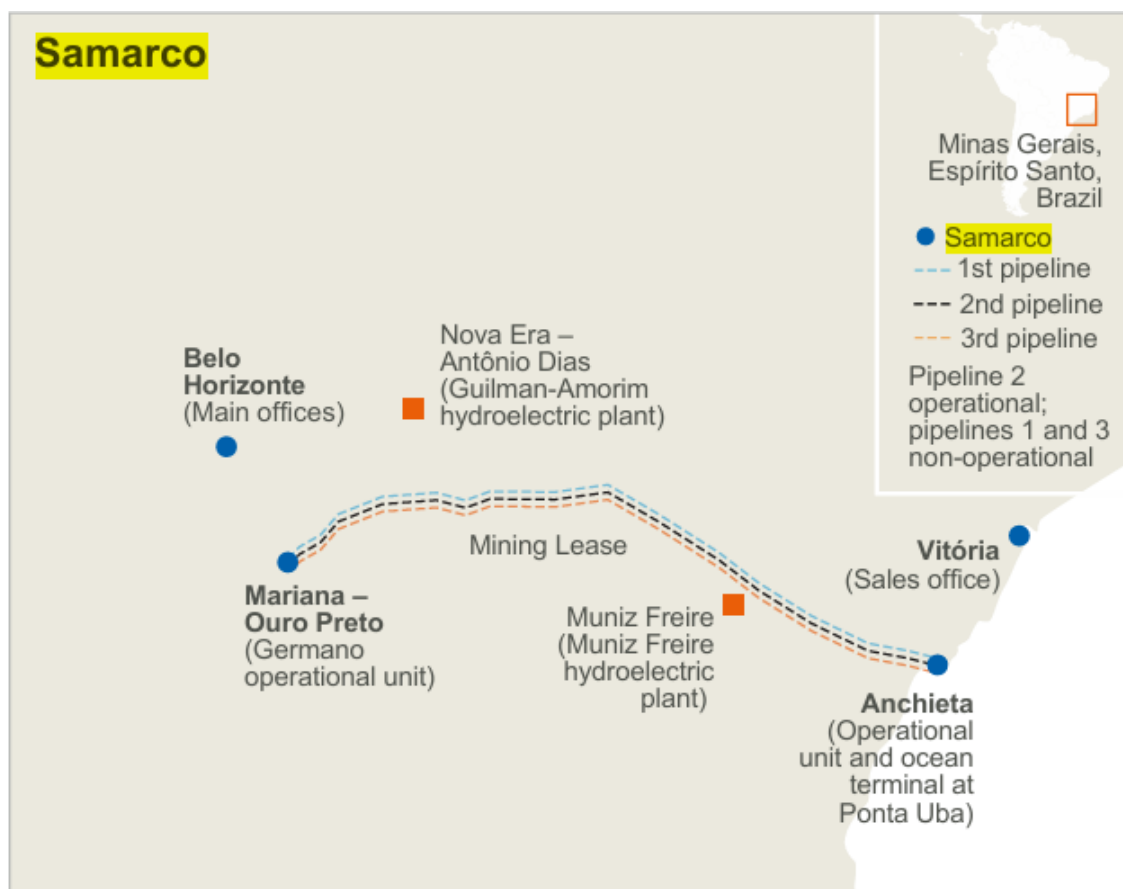 Samarco
Minas Gerais,
Espírito Santo,
Brazil
Samarco
1st pipeline
2nd pipeline
3rd pipeline
Pipeline 2
operational;
pipelines 1 and 3
non-operational
Nova Era –
Antônio Dias
(Guilman-Amorim
hydroelectric plant)
Belo
Horizonte
(Main offices)
Mining Lease
Vitória
(Sales office)
Mariana –
Ouro Preto
(Germano
operational unit)
Muniz Freire
(Muniz Freire
hydroelectric
plant)
Anchieta
(Operational
unit and ocean
terminal at
Ponta Uba)